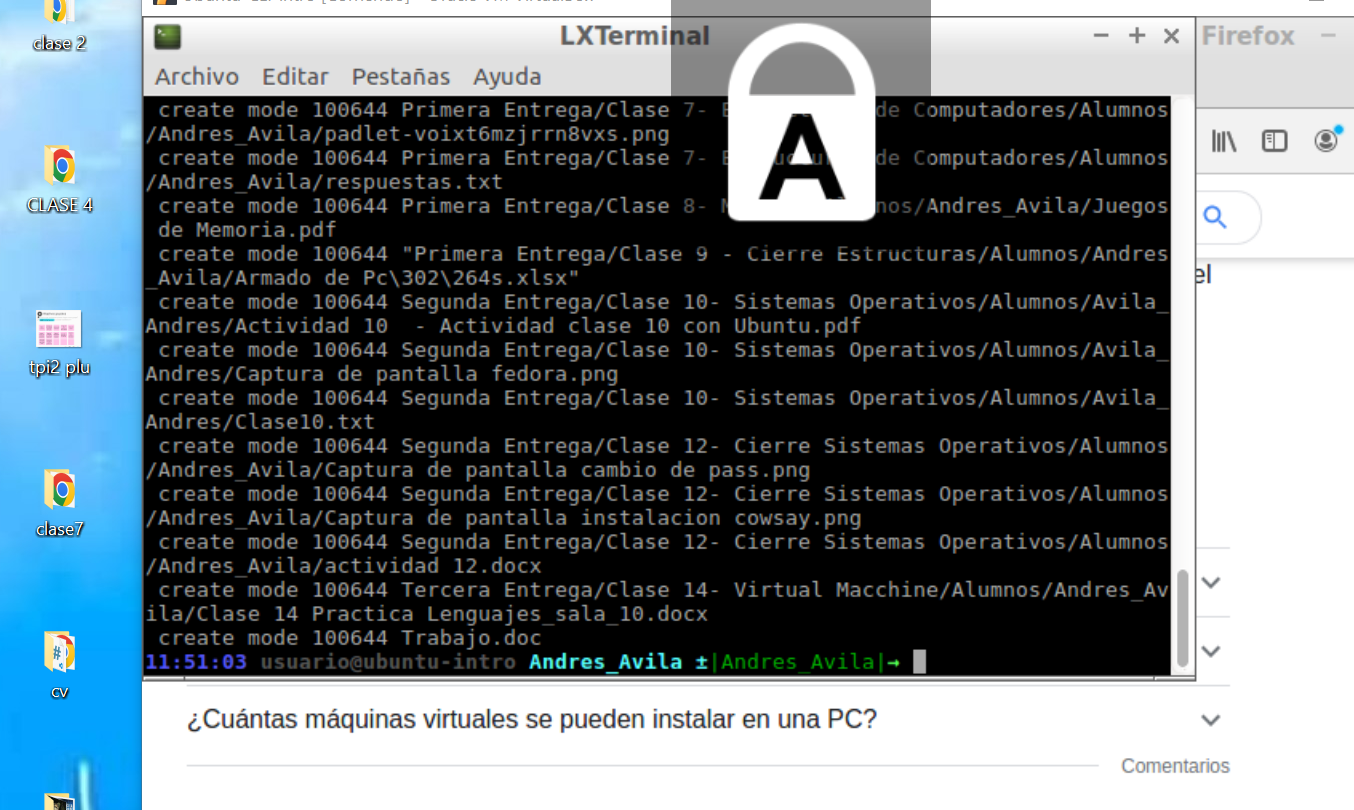 clase 2
CLASE 4
tpi2 plu
clase7
cv
LXTerminal
Archivo Editar Pestañas Ayuda
create mode 100644 Primera Entrega/Clase 7- de Computadores/Alumnos
/Andres_Avila/padlet-voixt6mzjrrn8vxs.png
create mode 100644 Primera Entrega/Clase 7- de Computadores/Alumnos
/Andres_Avila/respuestas.txt
create mode 100644 Primera Entrega/Clase 8- /Andres_Avila/Juegos
de Memoria.pdf
create mode 100644 "Primera Entrega/Clase 9 - Cierre Estructuras/Alumnos/Andres
_Avila/Armado de Pc\302\264s.xlsx"
create mode 100644 Segunda Entrega/Clase 10- Sistemas Operativos/Alumnos/Avila_
Andres/Actividad 10  - Actividad clase 10 con Ubuntu.pdf
create mode 100644 Segunda Entrega/Clase 10- Sistemas Operativos/Alumnos/Avila_
Andres/Captura de pantalla fedora.png
create mode 100644 Segunda Entrega/Clase 10- Sistemas Operativos/Alumnos/Avila_
Andres/Clase10.txt
create mode 100644 Segunda Entrega/Clase 12- Cierre Sistemas Operativos/Alumnos
/Andres_Avila/Captura de pantalla cambio de pass.png
create mode 100644 Segunda Entrega/Clase 12- Cierre Sistemas Operativos/Alumnos
/Andres_Avila/Captura de pantalla instalacion cowsay.png
create mode 100644 Segunda Entrega/Clase 12- Cierre Sistemas Operativos/Alumnos
/Andres_Avila/actividad 12.docx
create mode 100644 Tercera Entrega/Clase 14- Virtual Macchine/Alumnos/Andres_Av
ila/Clase 14 Practica Lenguajes_sala_10.docx
create mode 100644 Trabajo.doc
11:51:03 usuario@ubuntu-intro Andres_Avila ±|Andres_Avila|→
A
Firefox
el
¿Cuántas máquinas virtuales se pueden instalar en una PC?
Comentarios